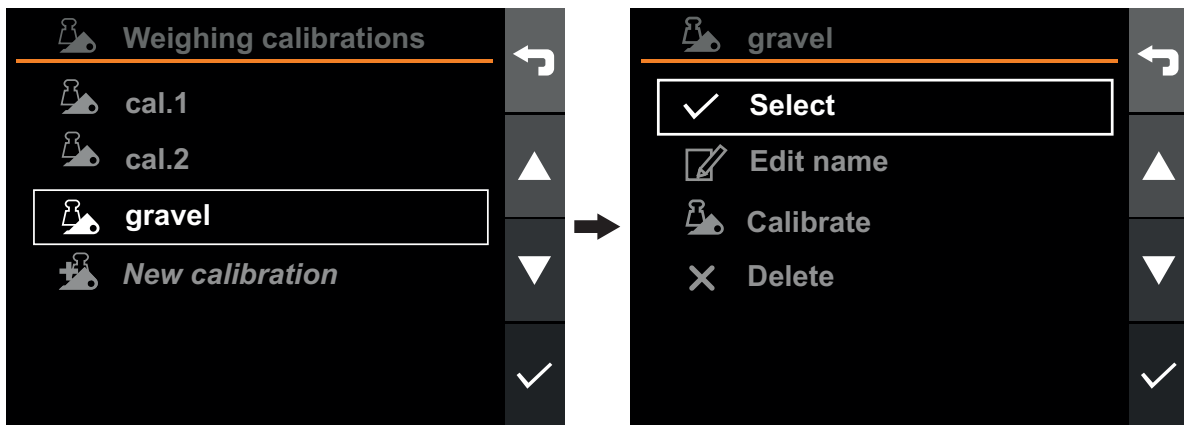 Weighing calibrations
cal.1
cal.2
gravel
New calibration
gravel
Select
Edit name
Calibrate
Delete